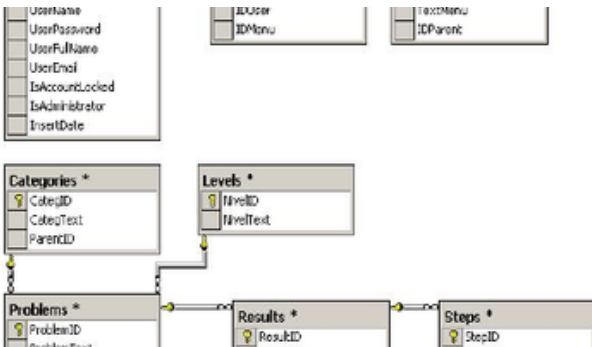 UserName
UserPassword
UserFullName
UserEmail
IsAccountLocked
IsAdministrator
InsertDate
IDUser
IDMenu
TextMenu
IDParent
Categories *
CategID
CategText
ParentID
Levels *
NivelID
NivelText
Problems *
ProblemID
ProblemText
Results *
ResultID
Steps *
StepID